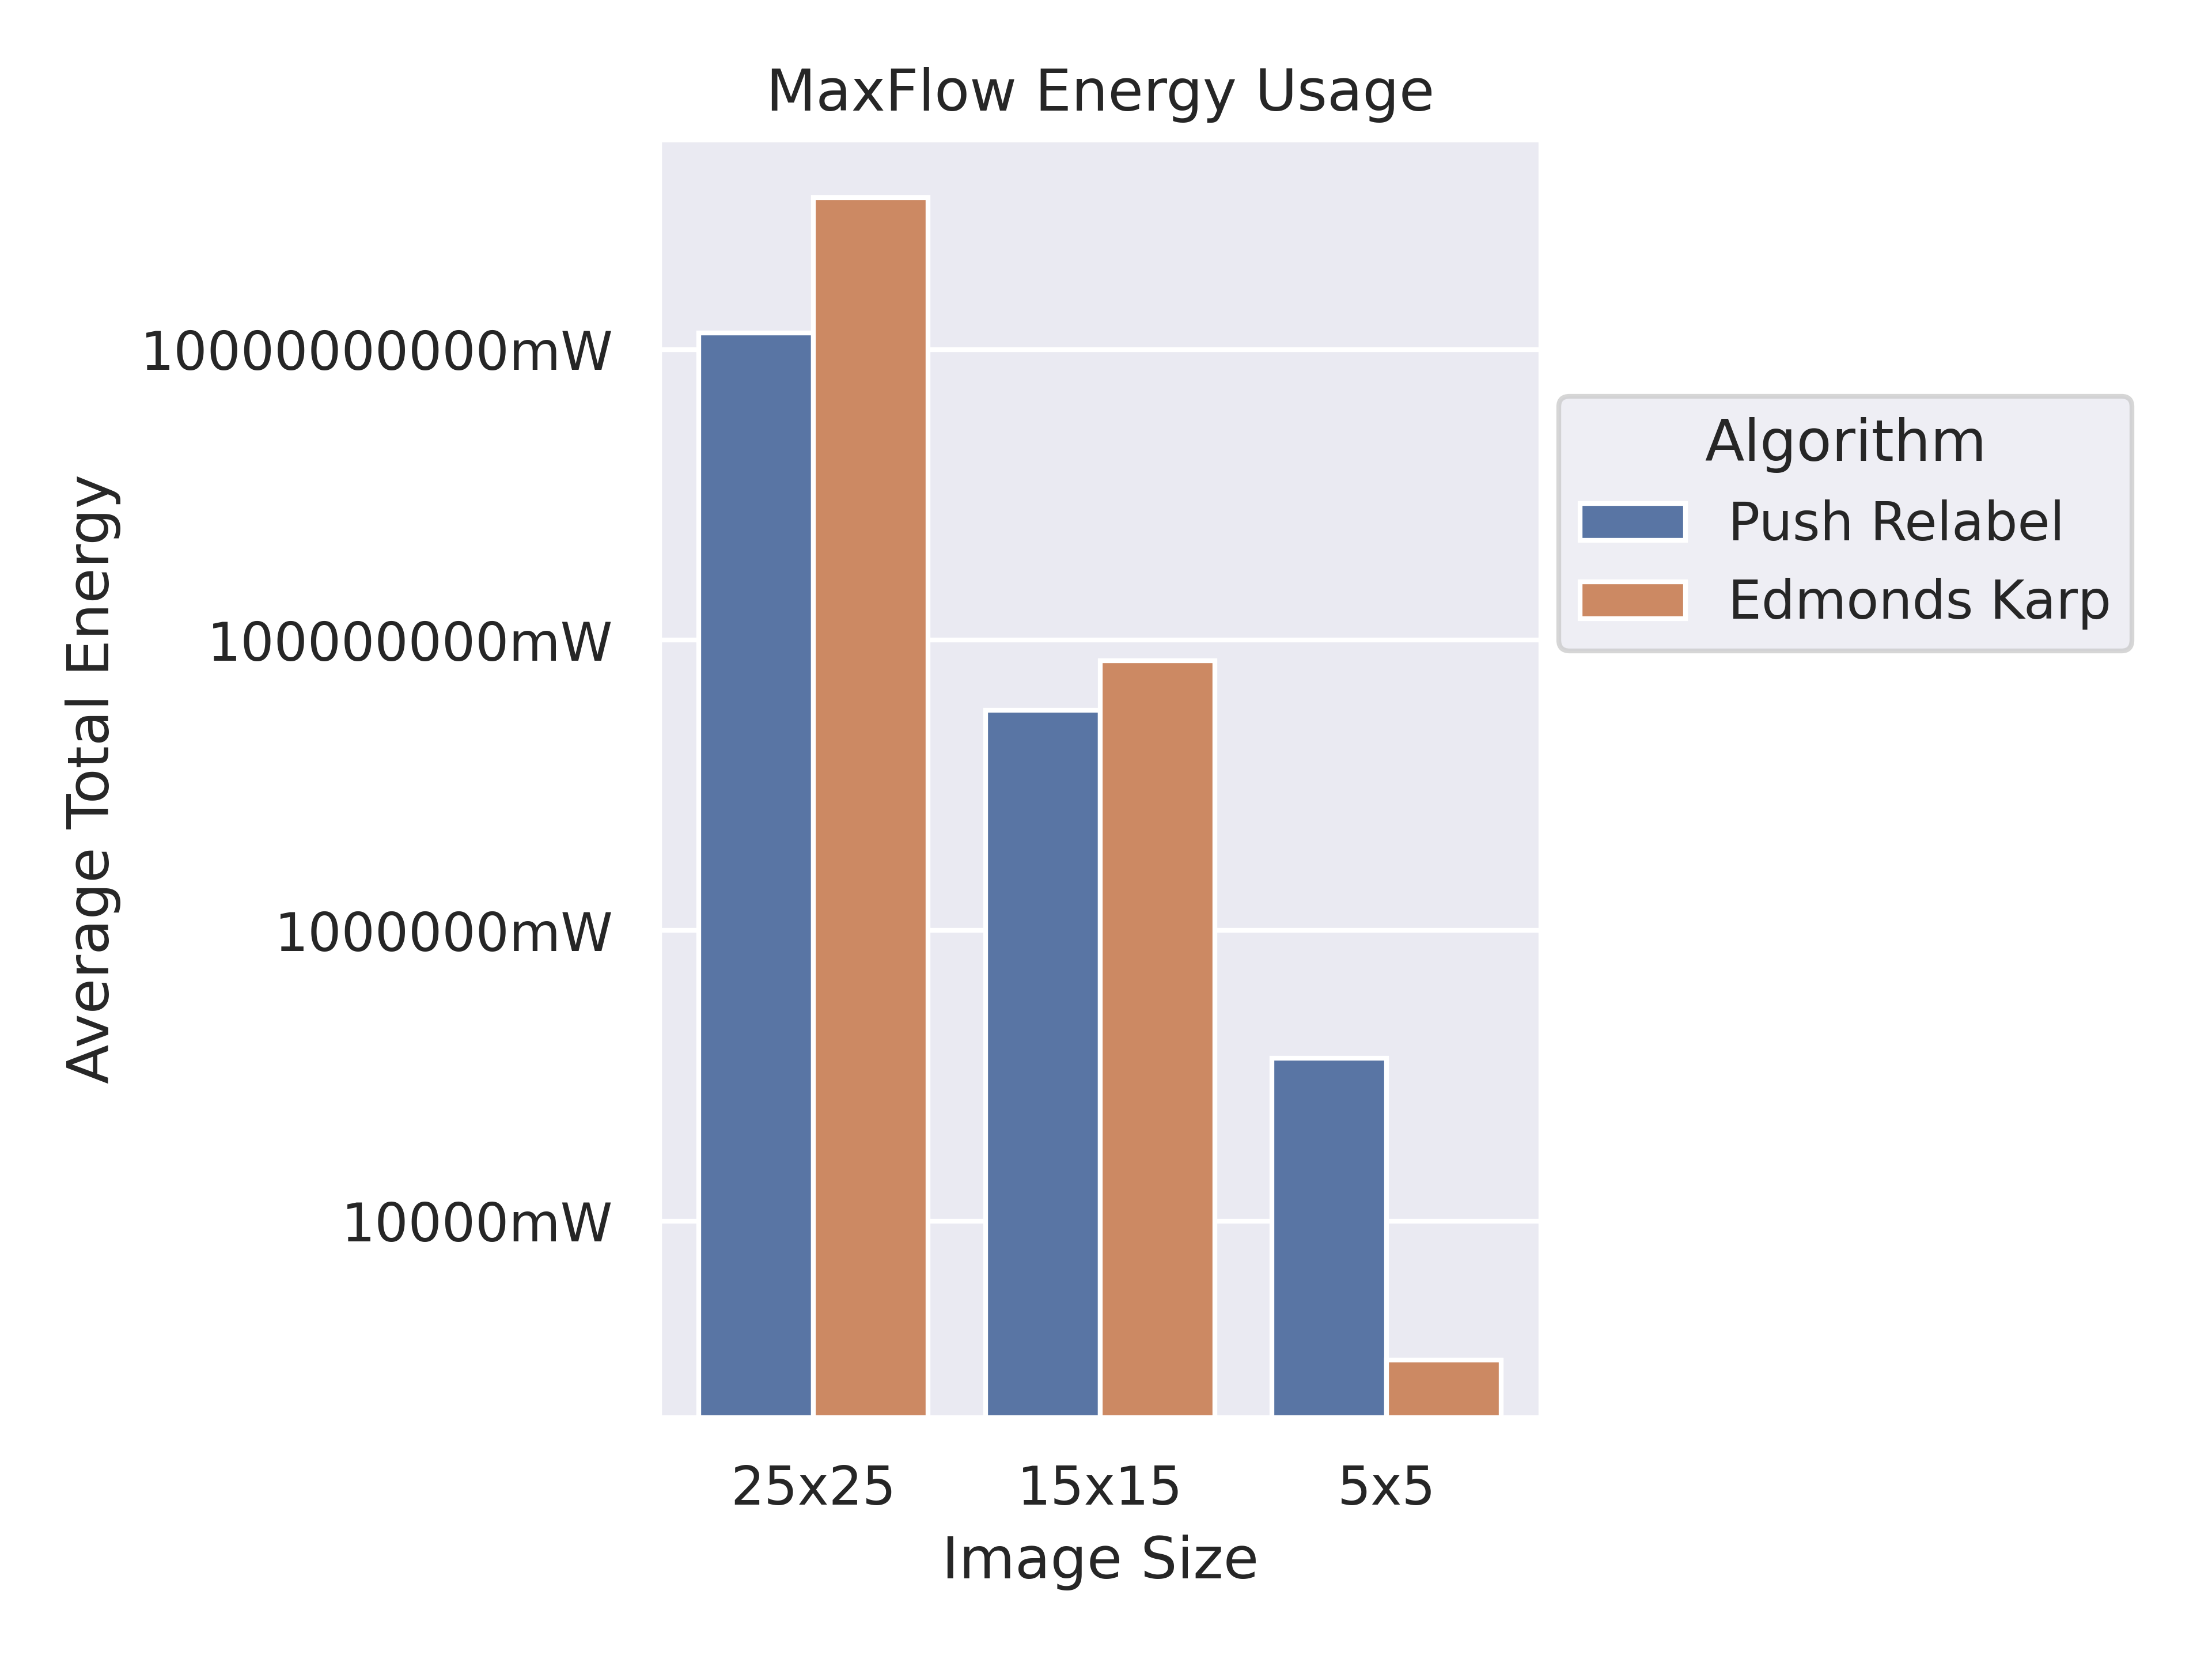 MaxFlow Energy Usage
Average Total Energy
10000000000mW
100000000mW
1000000mW
10000mW
25x25 15x15 5x5
Image Size
Algorithm
Push Relabel
Edmonds Karp